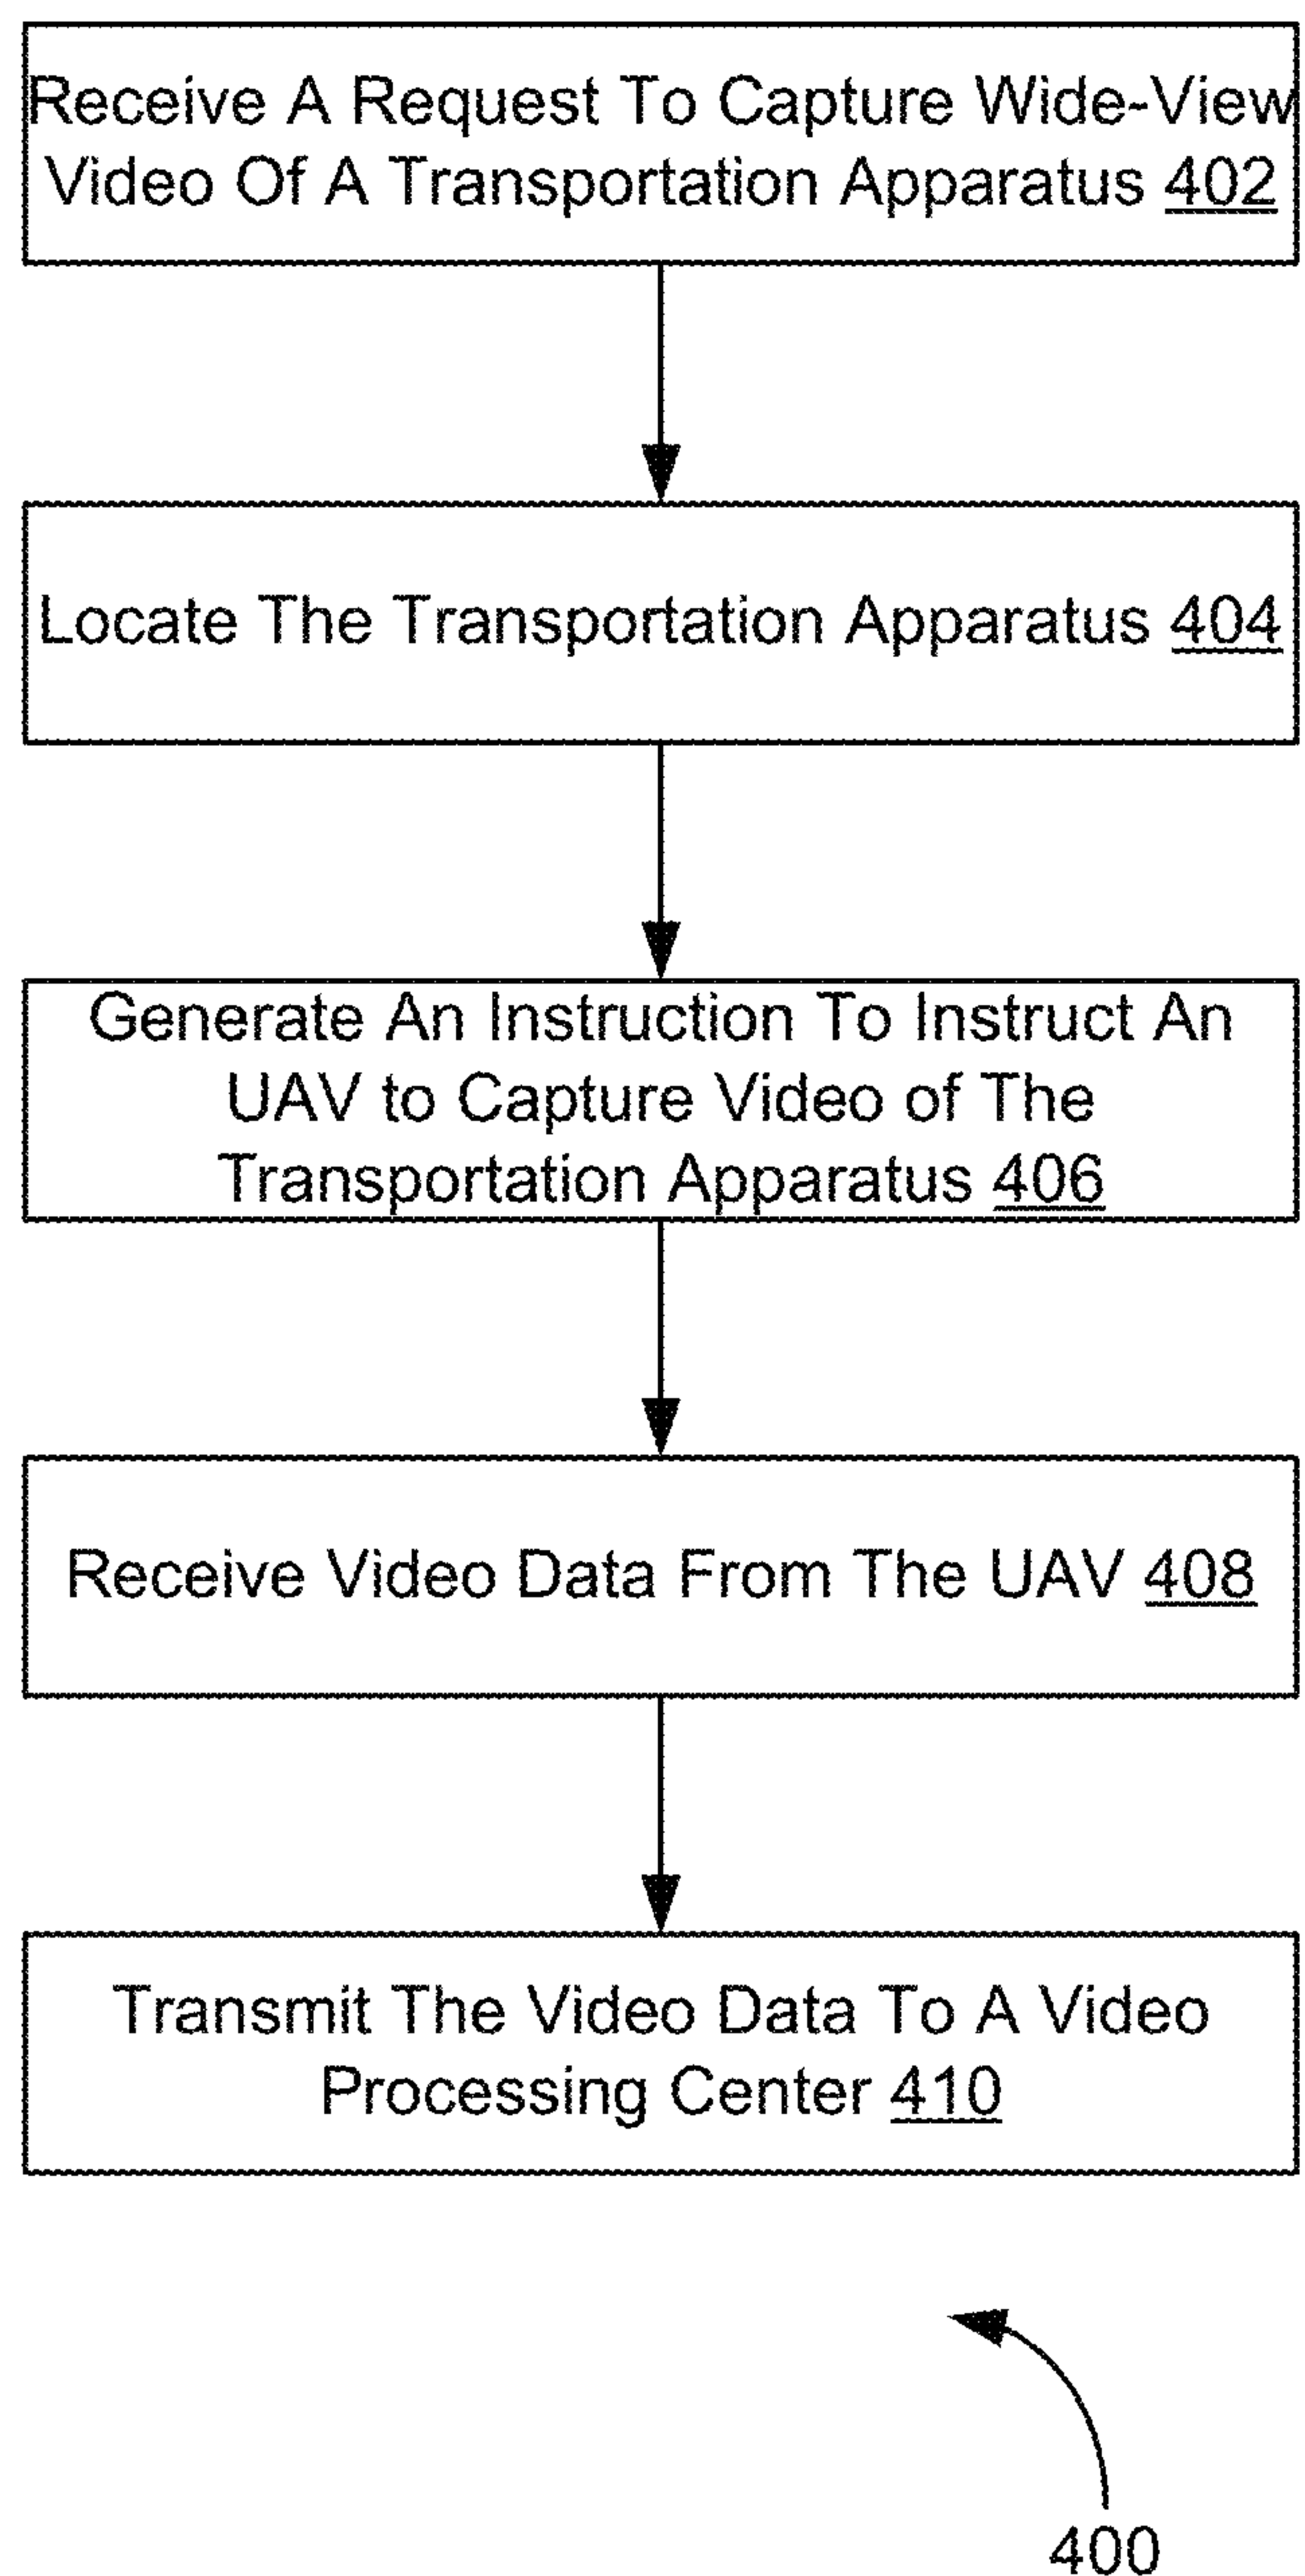 Receive A Request To Capture Wide-View
Video Of A Transportation Apparatus 402
Locate The Transportation Apparatus 404
Generate An Instruction To Instruct An
UAV to Capture Video of The
Transportation Apparatus 406
Receive Video Data From The UAV 408
Transmit The Video Data To A Video
Processing Center 410
400